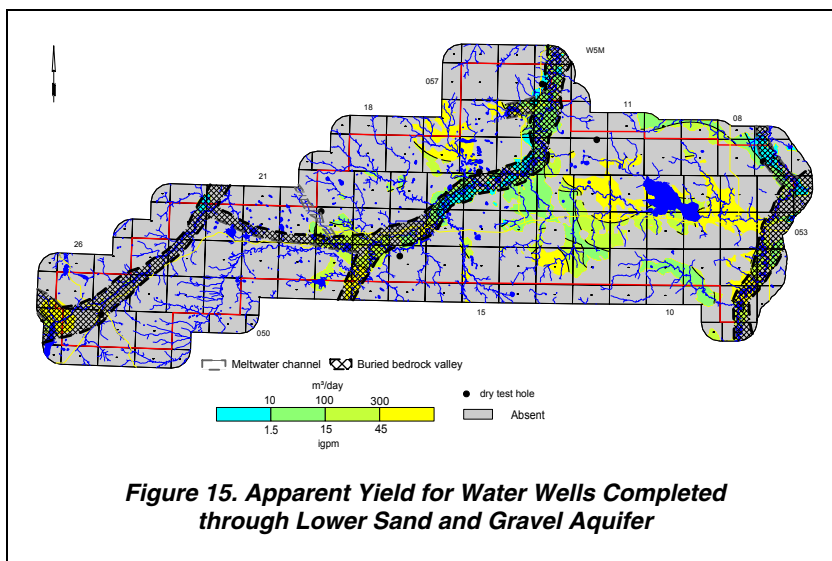 W5M
057
18
11
08
21
053
26
15
10
050
Meltwater channel Buried bedrock valley
m³/day
10 100 300
1.5 15 45
igpm
dry test hole
Absent
Figure 15. Apparent Yield for Water Wells Completed
through Lower Sand and Gravel Aquifer